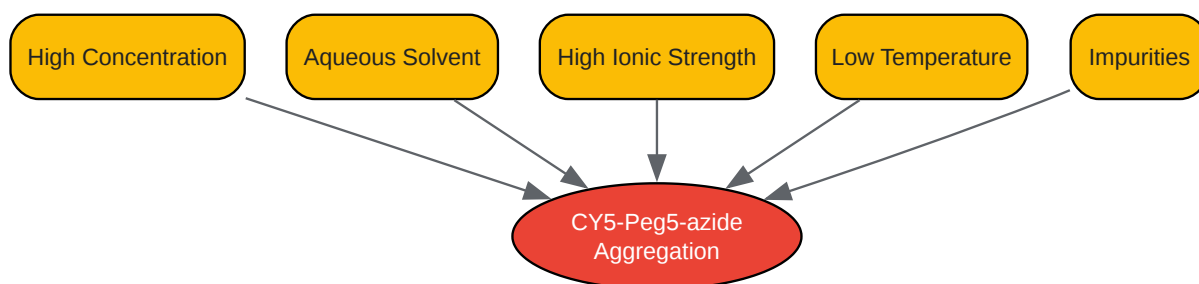 High Concentration
Aqueous Solvent
High Ionic Strength
Low Temperature
Impurities
CY5-Peg5-azide
Aggregation